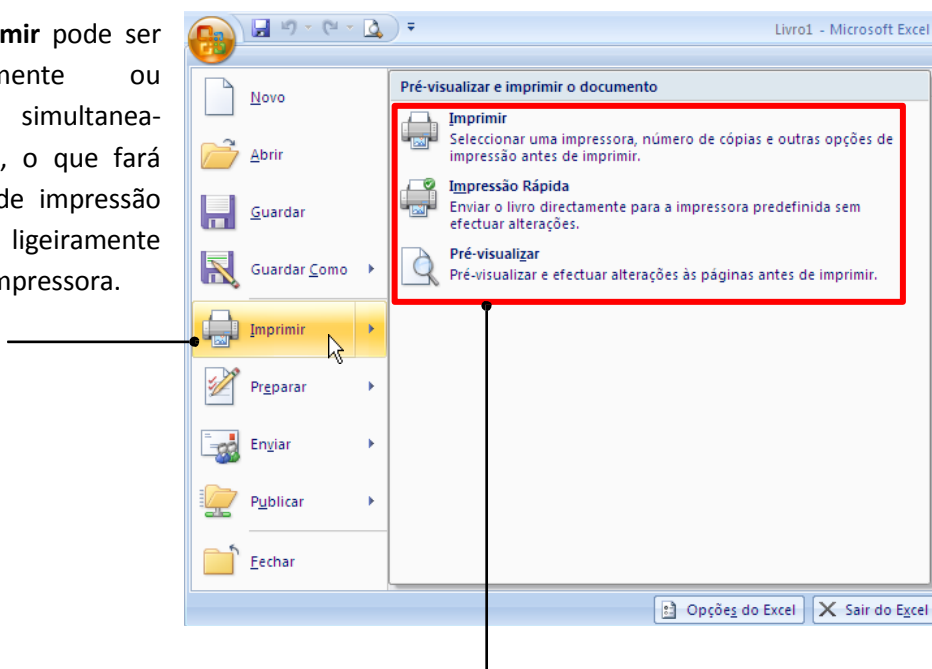 mir pode ser
mente ou
simultanea-
, o que fará
de impressão
ligeiramente
mpressora.
Livro1 - Microsoft Excel
Novo
Abrir
Guardar
Guardar Como
Imprimir
Preparar
Enviar
Publicar
Fechar
Pré-visualizar e imprimir o documento
Imprimir
Seleccionar uma impressora, número de cópias e outras opções de
impressão antes de imprimir.
Impressão Rápida
Enviar o livro directamente para a impressora predefinida sem
efectuar alterações.
Pré-visualizar
Pré-visualizar e efectuar alterações às páginas antes de imprimir.
Opções do Excel
Sair do Excel